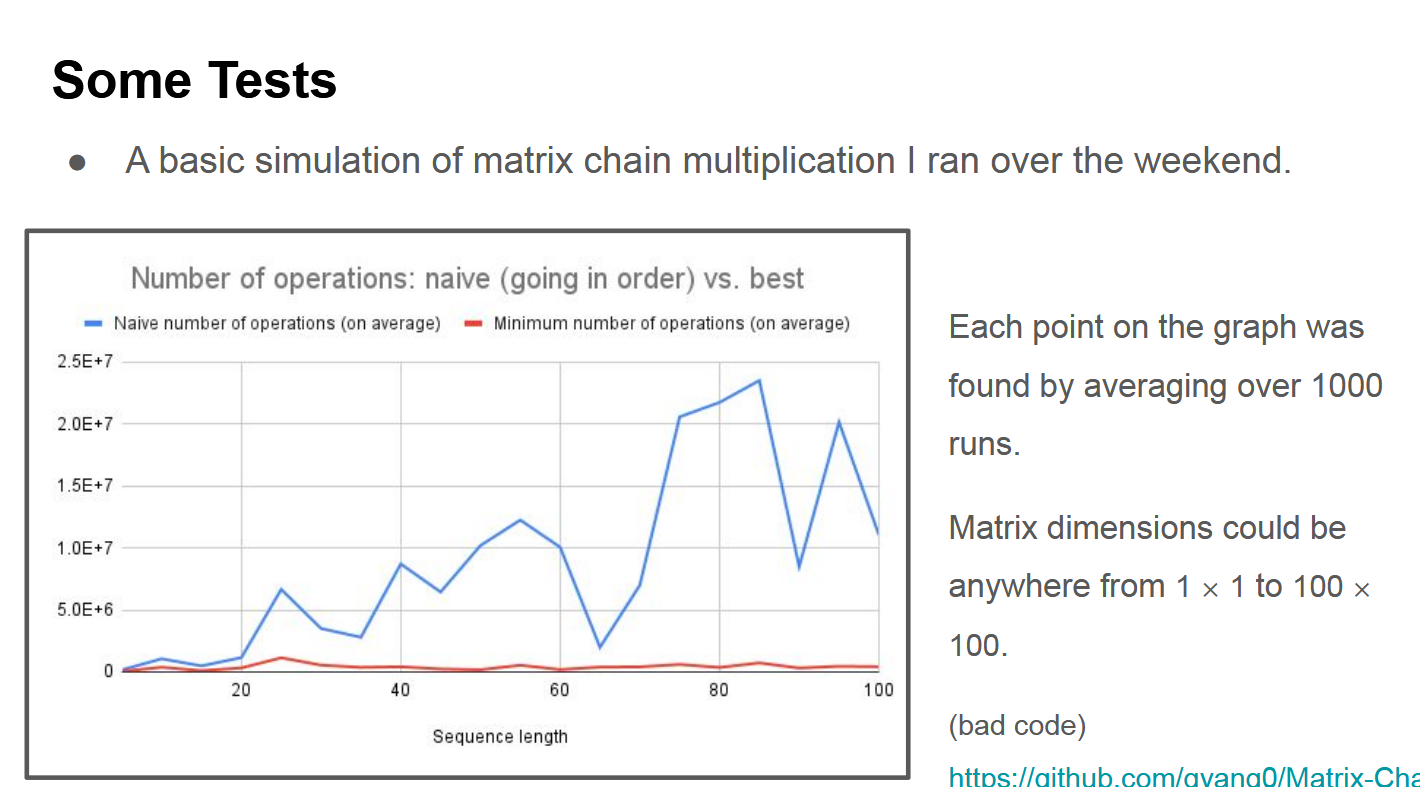 Some Tests
● A basic simulation of matrix chain multiplication I ran over the weekend.
Number of operations: naive (going in order) vs. best
Naive number of operations (on average) Minimum number of operations (on average)
2.5E+7
2.0E+7
1.5E+7
1.0E+7
5.0E+6
0
20 40 60 80 100
Sequence length
Each point on the graph was
found by averaging over 1000
runs.
Matrix dimensions could be
anywhere from 1 × 1 to 100 ×
100.
(bad code)
https://github.com/gyang0/Matrix-Cha